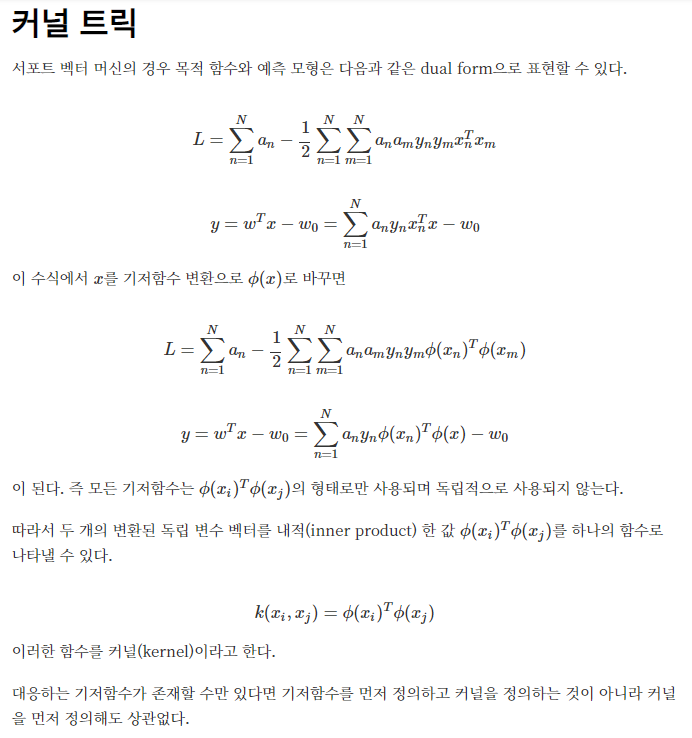 커널 트릭
서포트 벡터 머신의 경우 목적 함수와 예측 모형은 다음과 같은 dual form으로 표현할 수 있다.
$$L = \sum_{n=1}^{N} a_n - \frac{1}{2} \sum_{n=1}^{N} \sum_{m=1}^{N} a_n a_m y_n y_m x_n^T x_m$$
$$y = w^T x - w_0 = \sum_{n=1}^{N} a_n y_n x_n^T x - w_0$$
이 수식에서 $x$를 기저함수 변환으로 $\phi(x)$로 바꾸면
$$L = \sum_{n=1}^{N} a_n - \frac{1}{2} \sum_{n=1}^{N} \sum_{m=1}^{N} a_n a_m y_n y_m \phi(x_n)^T \phi(x_m)$$
$$y = w^T x - w_0 = \sum_{n=1}^{N} a_n y_n \phi(x_n)^T \phi(x) - w_0$$
이 된다. 즉 모든 기저함수는 $\phi(x_i)^T \phi(x_j)$의 형태로만 사용되며 독립적으로 사용되지 않는다.
따라서 두 개의 변환된 독립 변수 벡터를 내적(inner product) 한 값 $\phi(x_i)^T \phi(x_j)$를 하나의 함수로
나타낼 수 있다.
$$k(x_i, x_j) = \phi(x_i)^T \phi(x_j)$$
이러한 함수를 커널(kernel)이라고 한다.
대응하는 기저함수가 존재할 수만 있다면 기저함수를 먼저 정의하고 커널을 정의하는 것이 아니라 커널
을 먼저 정의해도 상관없다.